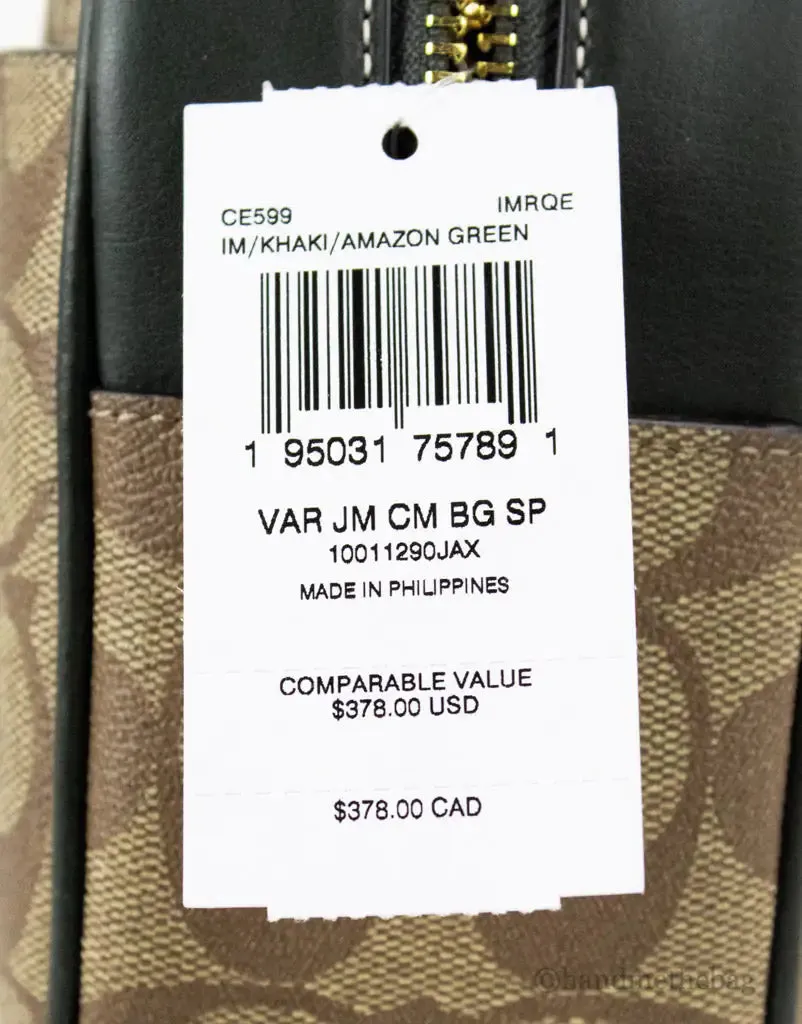 CE599 IMRQE
IM/KHAKI/AMAZON GREEN
1 95031 75789 1
VAR JM CM BG SP
10011290JAX
MADE IN PHILIPPINES
COMPARABLE VALUE
$378.00 USD
$378.00 CAD
©handmethebag